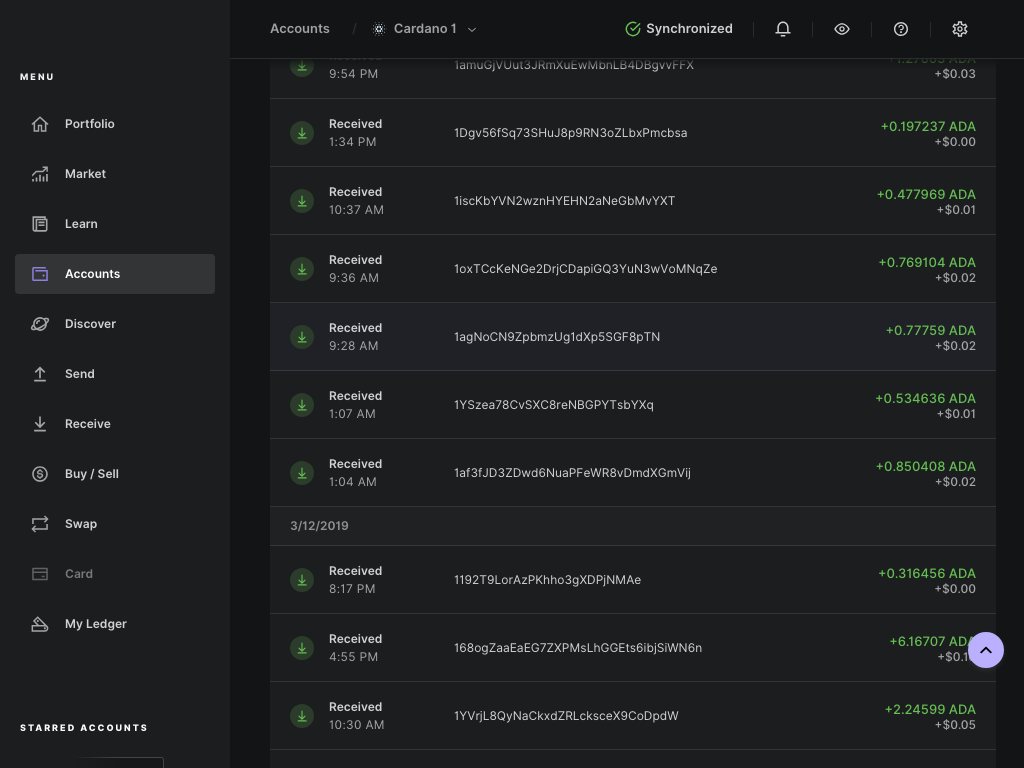 Accounts / Cardano 1
Synchronized
MENU
Portfolio
Market
Learn
Accounts
Discover
Send
Receive
Buy / Sell
Swap
Card
My Ledger
STARRED ACCOUNTS
9:54 PM
1amuGjVUut3JRmXuEwMbnLB4DBgvvFFX
+$0.03
Received
1:34 PM
1Dgv56fSq73SHuJ8p9RN3oZLbxPmcbsa
+0.197237 ADA
+$0.00
Received
10:37 AM
1iscKbYVN2wznHYEHN2aNeGbMvYXT
+0.477969 ADA
+$0.01
Received
9:36 AM
1oxTCcKeNGe2DrjCDapiGQ3YuN3wVoMNqZe
+0.769104 ADA
+$0.02
Received
9:28 AM
1agNoCN9ZpbmzUg1dXp5SGF8pTN
+0.77759 ADA
+$0.02
Received
1:07 AM
1YSzea78CvSXC8reNBGPYTsbYXq
+0.534636 ADA
+$0.01
Received
1:04 AM
1af3fJD3ZDwd6NuaPFeWR8vDmdXGmVij
+0.850408 ADA
+$0.02
3/12/2019
Received
8:17 PM
1192T9LorAzPKhho3gXDPjNMAe
+0.316456 ADA
+$0.00
Received
4:55 PM
168ogZaaEaEG7ZXPMsLhGGEts6ibjSiWN6n
+6.16707 ADA
Received
10:30 AM
1YVrjL8QyNaCkxdZRLcksceX9CoDpdW
+2.24599 ADA
+$0.05